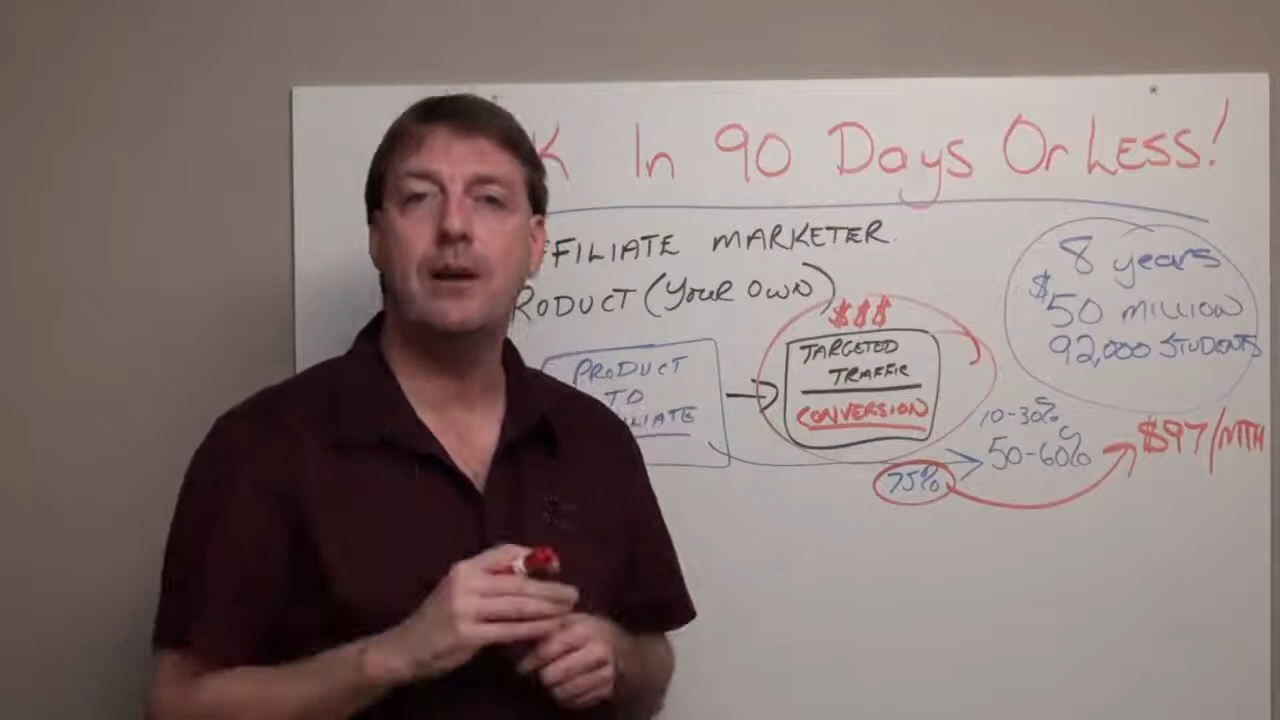 K In 90 Days Or Less!
FFILIATE MARKETER.
RODUCT (Your OWN)
8 years
$50 MILLION
92,000 STUDENTS
$$$
TARGETED
TRAFFIC
CONVERSION
PRODUCT
TO
ILIATE
10-30%
50-60%
75%
$97/MTH